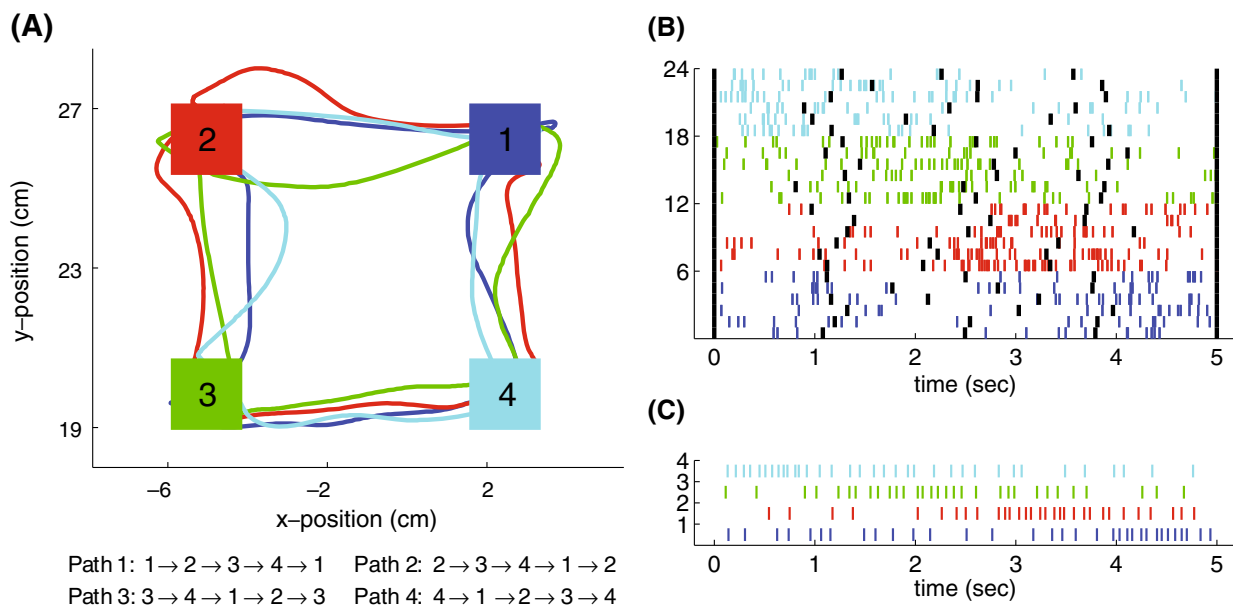 (A)
27
23
19
y–position (cm)
2
1
3
4
−6
−2
2
x–position (cm)
Path 1: 1→2→3→4→1
Path 2: 2→3→4→1→2
Path 3: 3→4→1→2→3
Path 4: 4→1→2→3→4
(B)
24
18
12
6
0
1
2
3
4
5
time (sec)
(C)
4
3
2
1
0
1
2
3
4
5
time (sec)